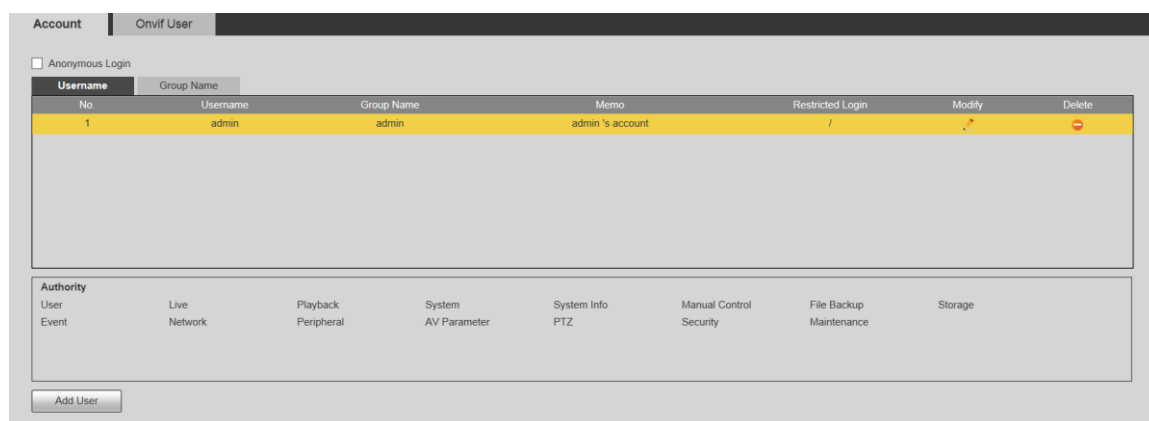 Account Onvif User
Anonymous Login
Username Group Name
No. Username Group Name Memo Restricted Login Modify Delete
1 admin admin admin 's account /
Authority
User Live Playback System System Info Manual Control File Backup Storage
Event Network Peripheral AV Parameter PTZ Security Maintenance
Add User